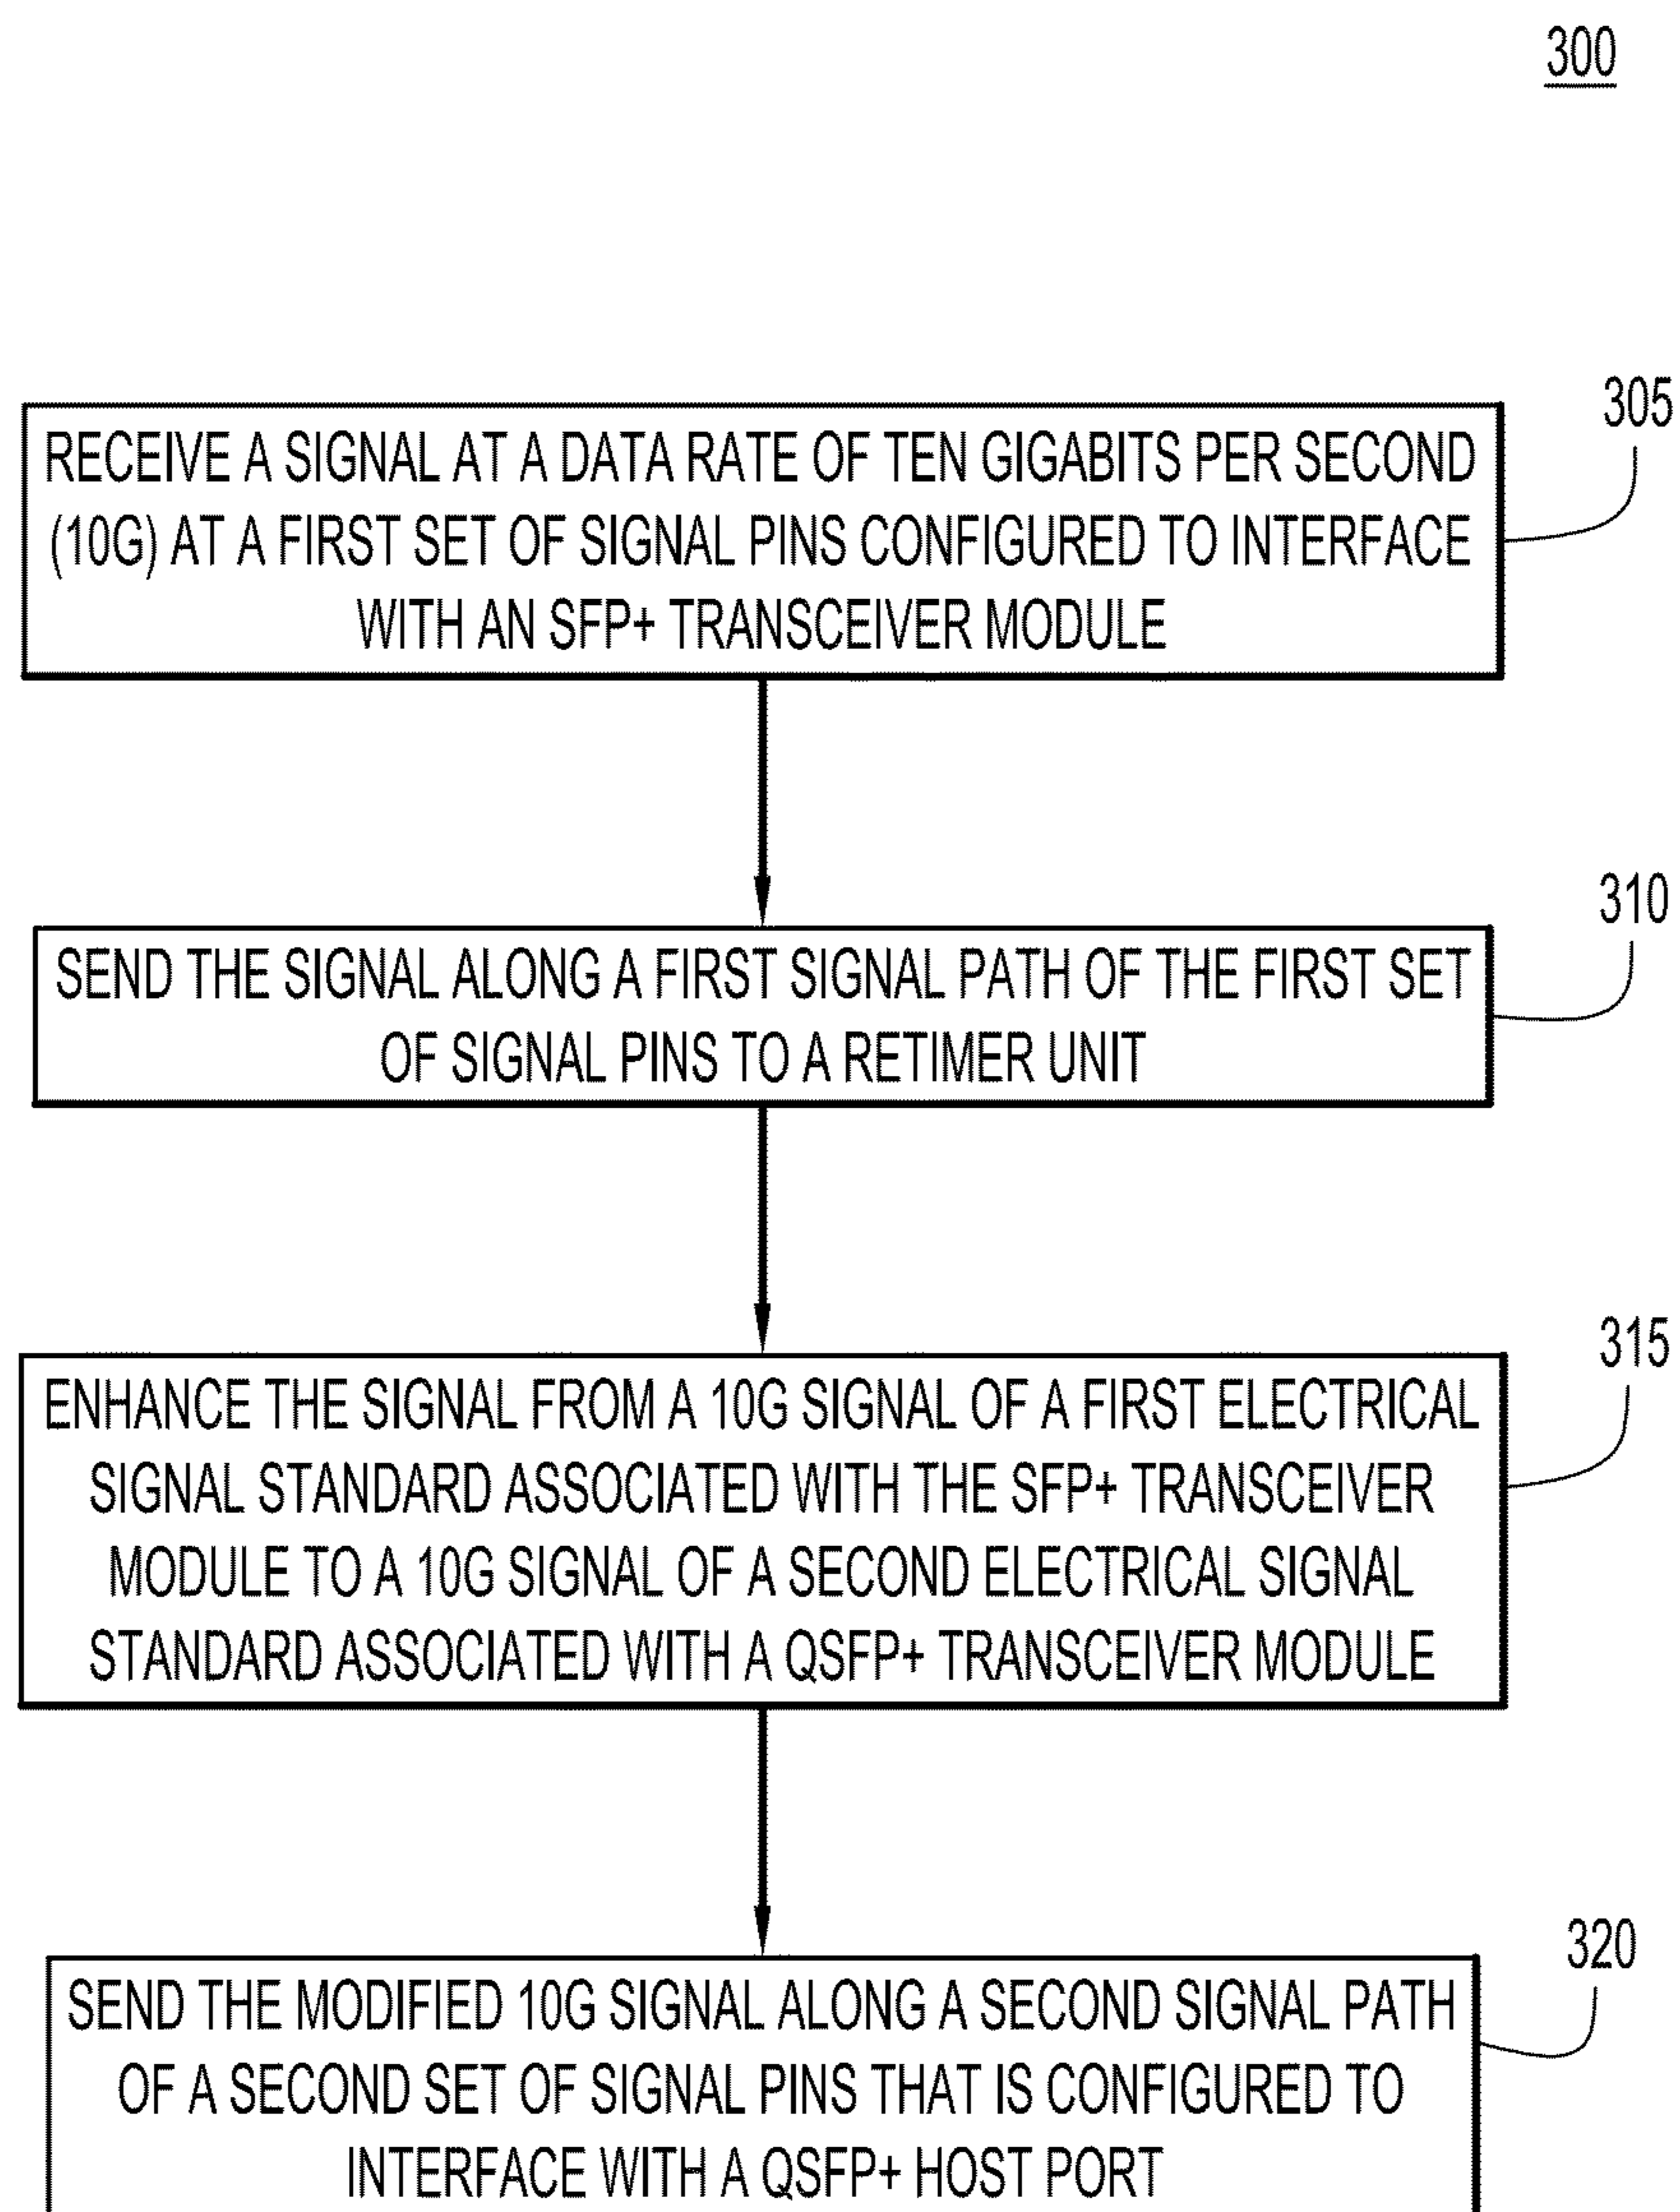 300
305
RECEIVE A SIGNAL AT A DATA RATE OF TEN GIGABITS PER SECOND
(10G) AT A FIRST SET OF SIGNAL PINS CONFIGURED TO INTERFACE
WITH AN SFP+ TRANSCEIVER MODULE
310
SEND THE SIGNAL ALONG A FIRST SIGNAL PATH OF THE FIRST SET
OF SIGNAL PINS TO A RETIMER UNIT
315
ENHANCE THE SIGNAL FROM A 10G SIGNAL OF A FIRST ELECTRICAL
SIGNAL STANDARD ASSOCIATED WITH THE SFP+ TRANSCEIVER
MODULE TO A 10G SIGNAL OF A SECOND ELECTRICAL SIGNAL
STANDARD ASSOCIATED WITH A QSFP+ TRANSCEIVER MODULE
320
SEND THE MODIFIED 10G SIGNAL ALONG A SECOND SIGNAL PATH
OF A SECOND SET OF SIGNAL PINS THAT IS CONFIGURED TO
INTERFACE WITH A QSFP+ HOST PORT